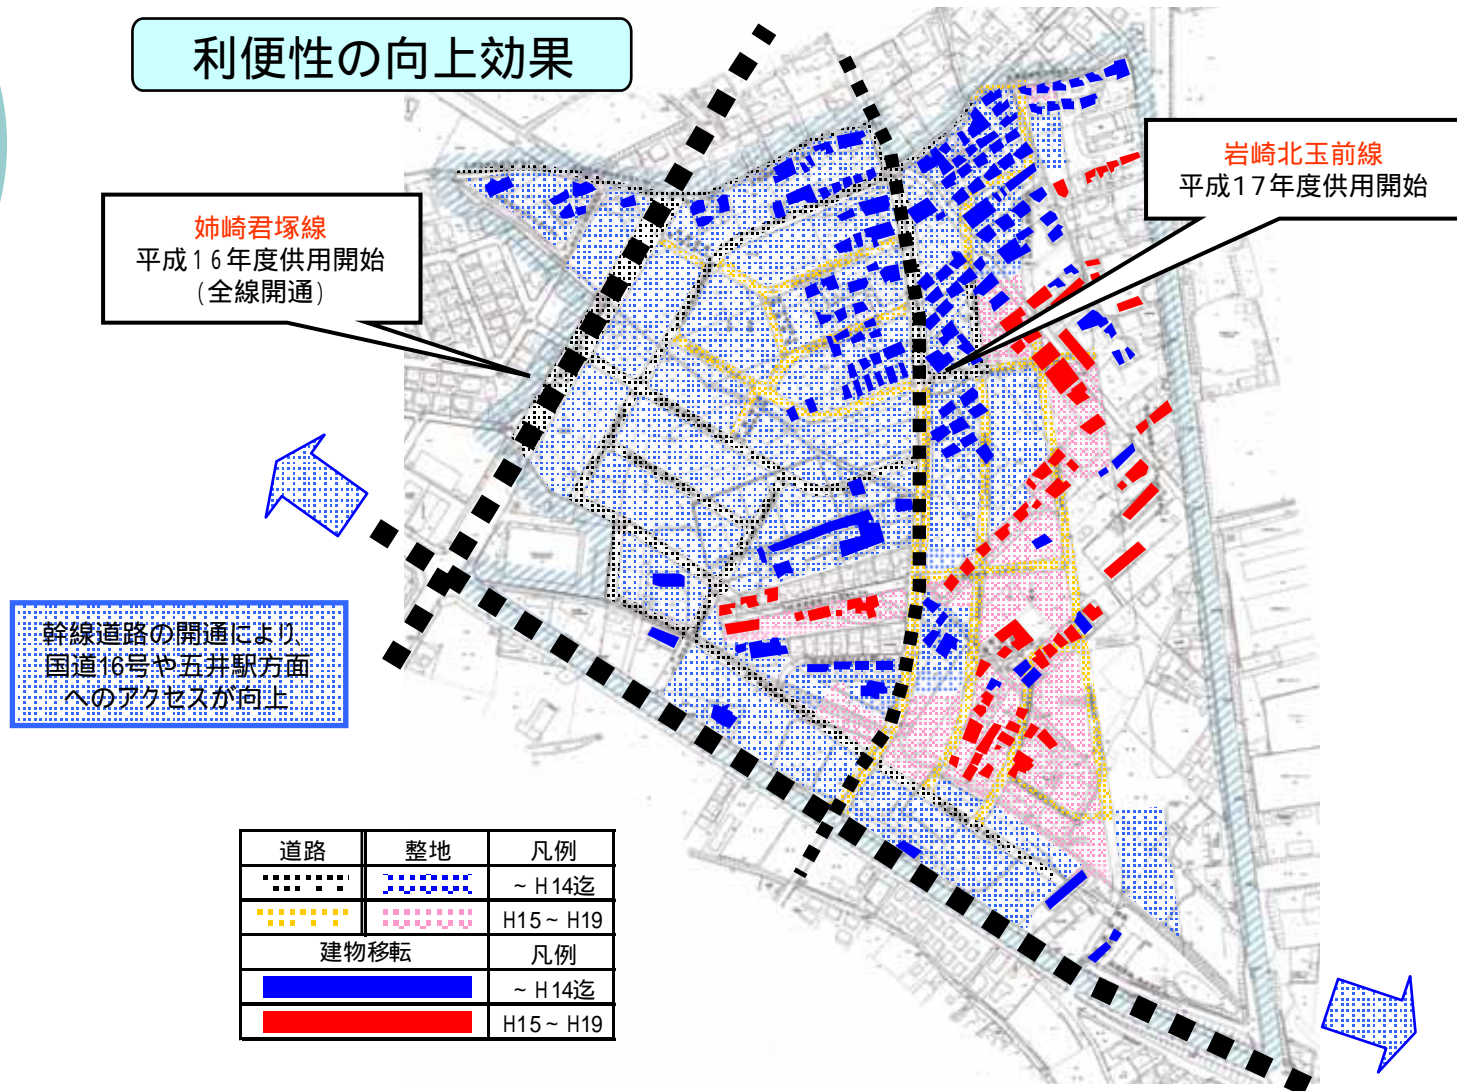 利便性の向上効果
岩崎北玉前線
平成17年度供用開始
姉崎君塚線
平成16年度供用開始
(全線開通)
幹線道路の開通により、
国道16号や五井駅方面
へのアクセスが向上
道路 整地 凡例
~H14迄
H15~H19
建物移転 凡例
~H14迄
H15~H19